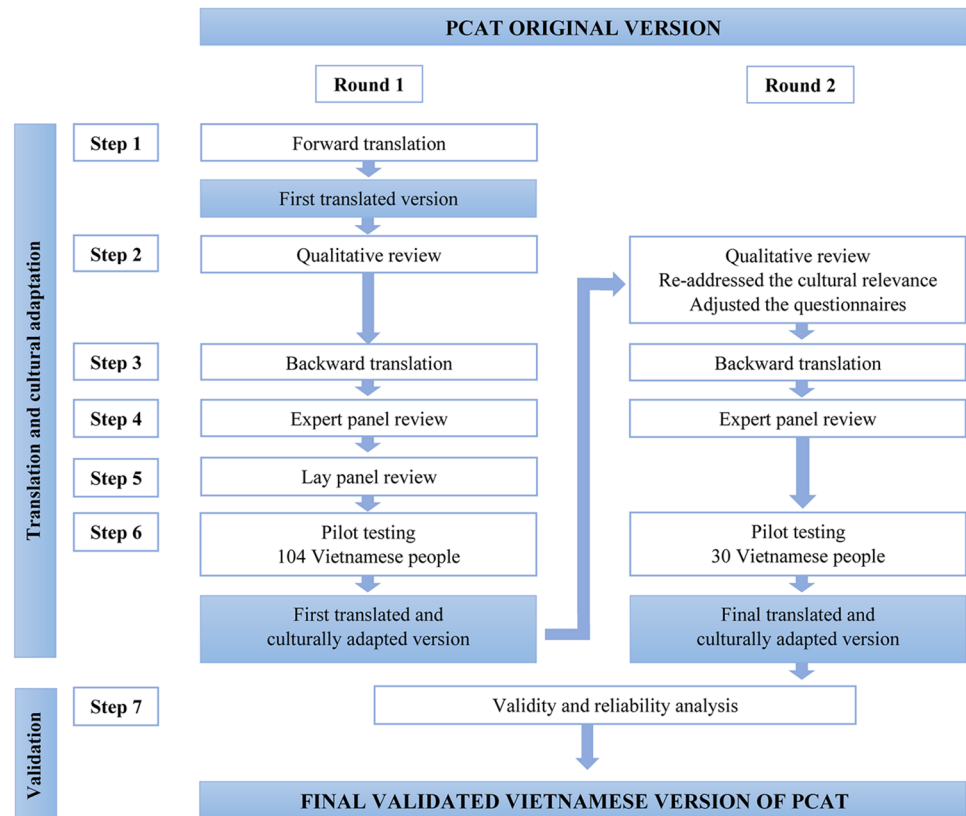 PCAT ORIGINAL VERSION
Round 1
Round 2
Translation and cultural adaptation
Step 1
Forward translation
First translated version
Step 2
Qualitative review
Qualitative review
Re-addressed the cultural relevance
Adjusted the questionnaires
Step 3
Backward translation
Backward translation
Step 4
Expert panel review
Expert panel review
Step 5
Lay panel review
Step 6
Pilot testing
104 Vietnamese people
Pilot testing
30 Vietnamese people
First translated and
culturally adapted version
Final translated and
culturally adapted version
Validation
Step 7
Validity and reliability analysis
FINAL VALIDATED VIETNAMESE VERSION OF PCAT